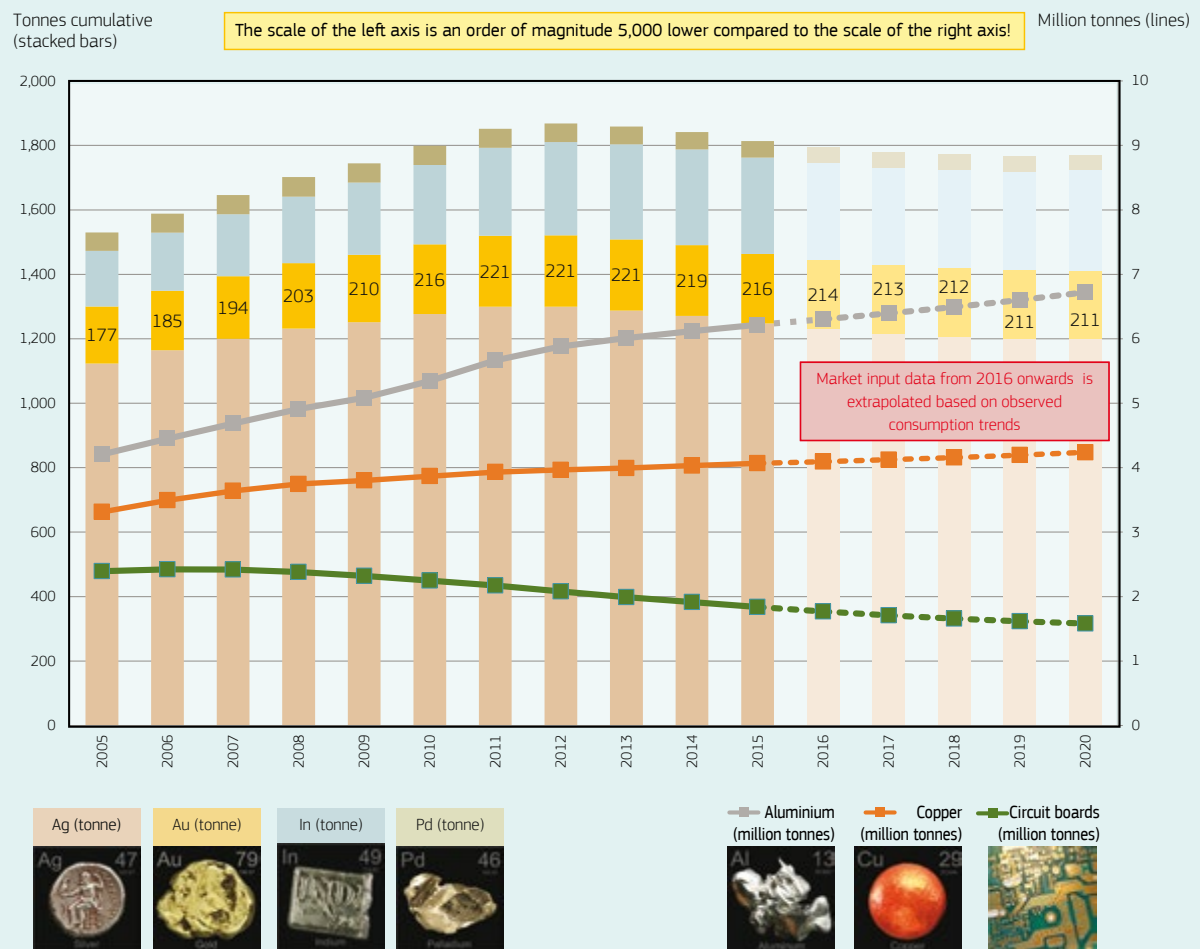 Tonnes cumulative
(stacked bars)
The scale of the left axis is an order of magnitude 5,000 lower compared to the scale of the right axis!
Million tonnes (lines)
2,000
1,800
1,600
1,400
1,200
1,000
800
600
400
200
0
10
9
8
7
6
5
4
3
2
1
0
177
185
194
203
210
216
221
221
221
219
216
214
213
212
211
211
Market input data from 2016 onwards is
extrapolated based on observed
consumption trends
2005
2006
2007
2008
2009
2010
2011
2012
2013
2014
2015
2016
2017
2018
2019
2020
Ag (tonne)
Au (tonne)
In (tonne)
Pd (tonne)
Aluminium
(million tonnes)
Copper
(million tonnes)
Circuit boards
(million tonnes)
Ag 47
Silver
Au 79
Gold
In 49
Indium
Pd 46
Palladium
Al 13
Aluminum
Cu 29
Copper